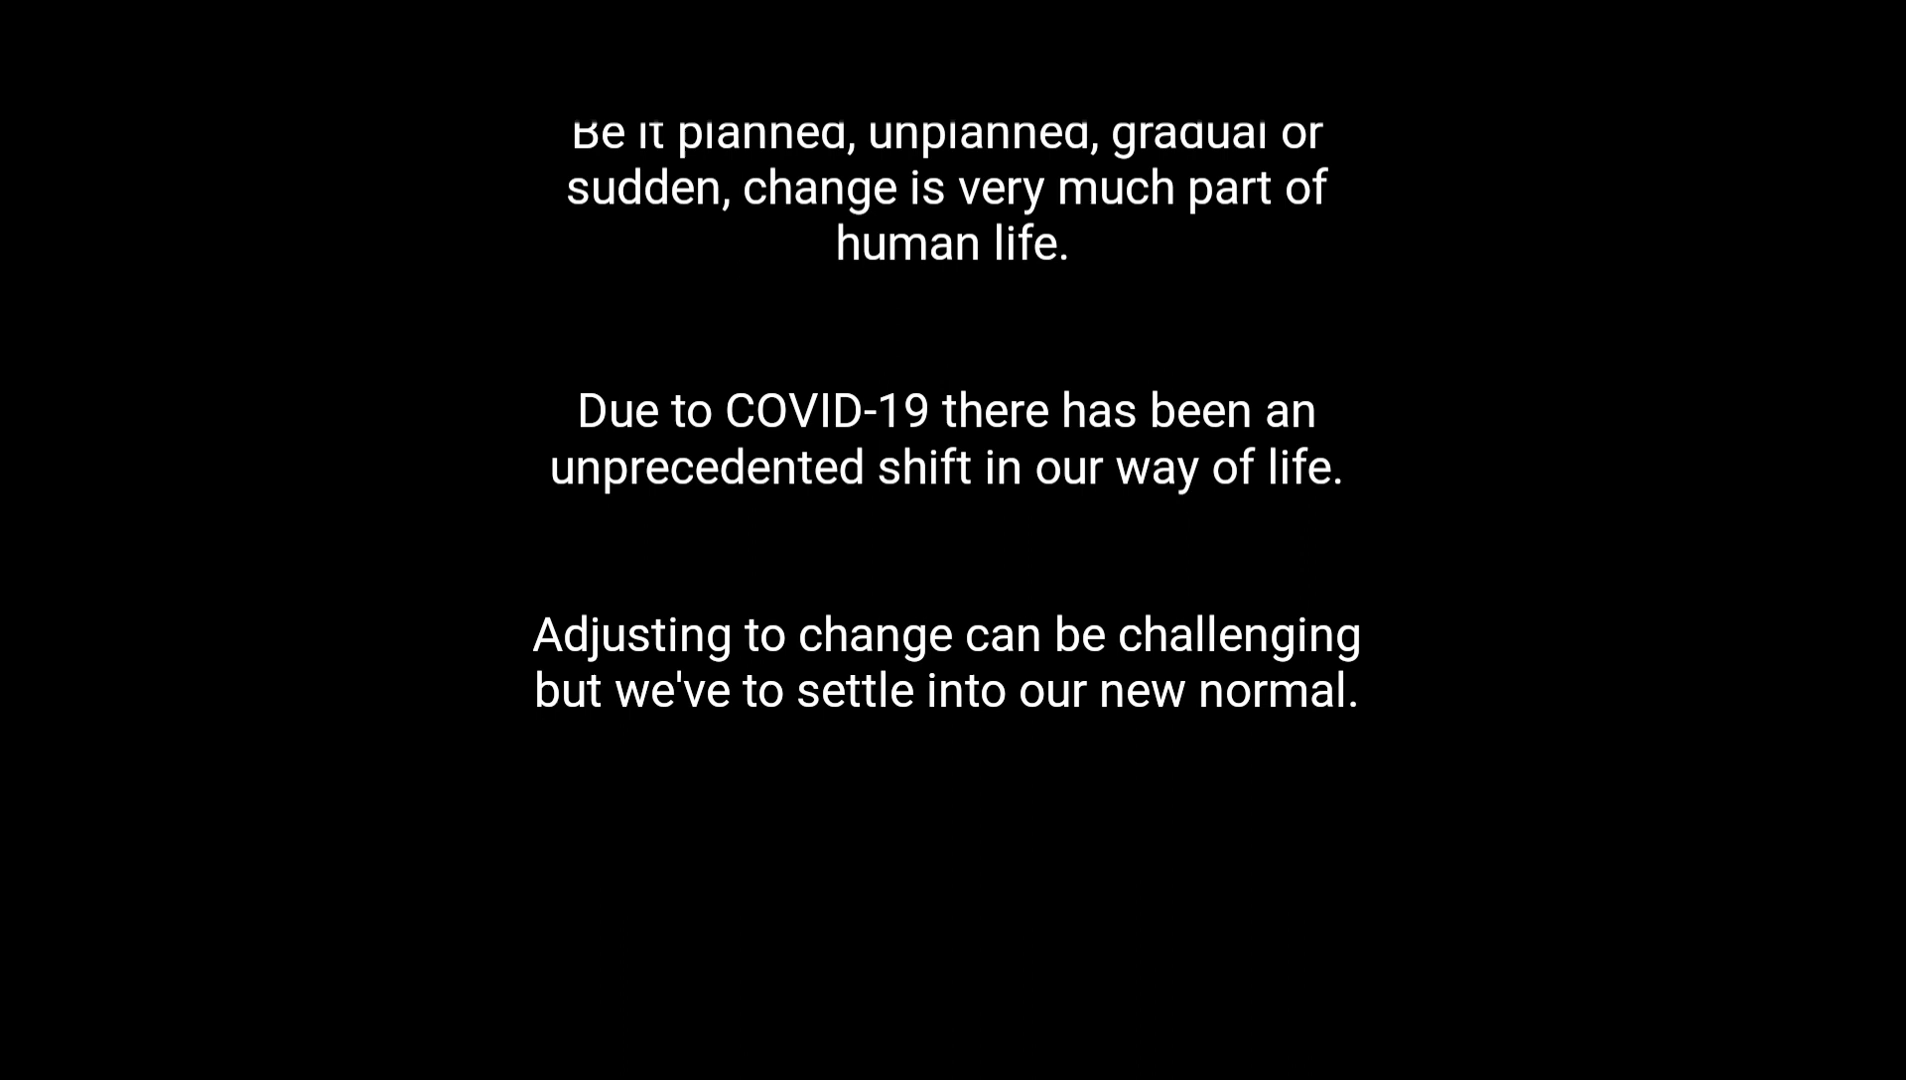 Be it planned, unplanned, gradual or
sudden, change is very much part of
human life.
Due to COVID-19 there has been an
unprecedented shift in our way of life.
Adjusting to change can be challenging
but we've to settle into our new normal.